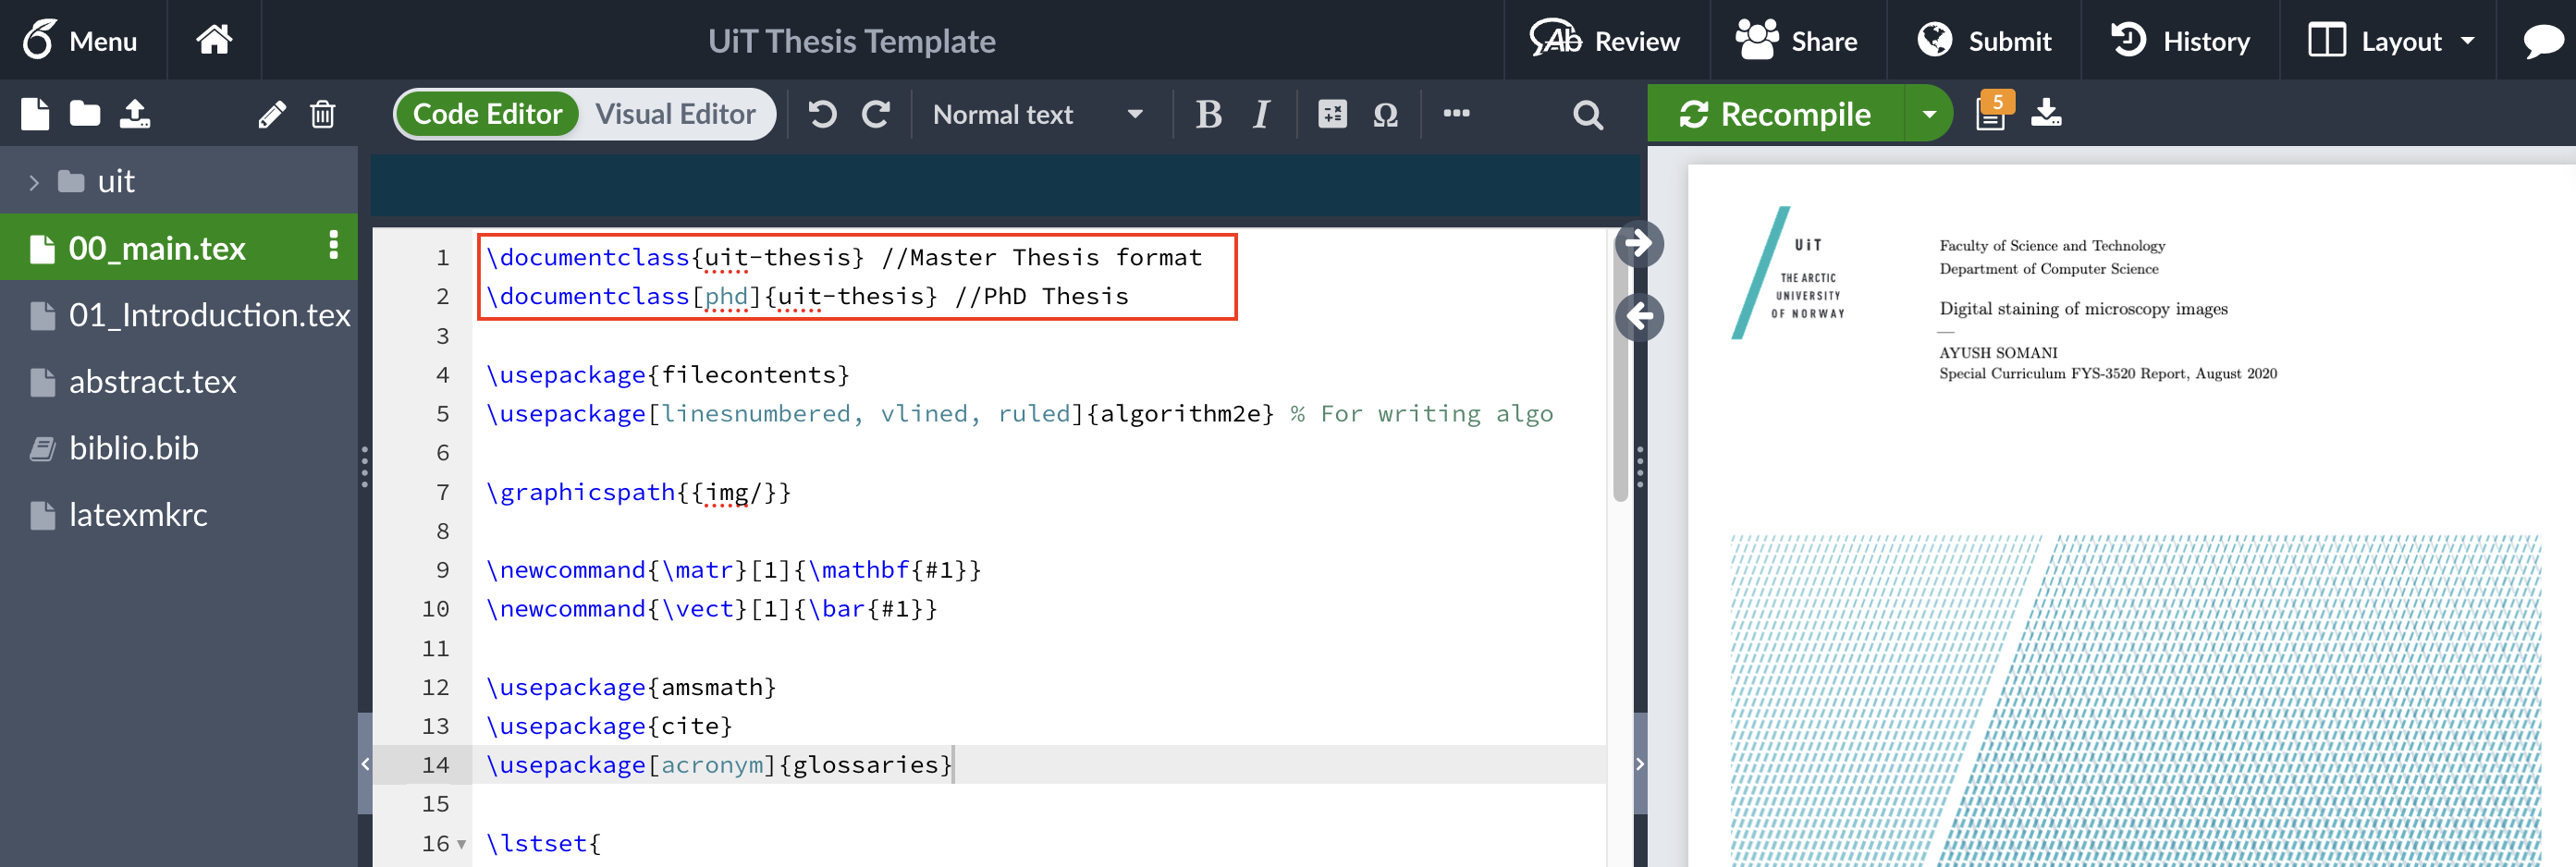 Menu
UiT Thesis Template
Review
Share
Submit
History
Layout
Code Editor
Visual Editor
Normal text
B
I
Ω
Recompile
5
uit
00_main.tex
01_Introduction.tex
abstract.tex
biblio.bib
latexmkrc
1 \documentclass{uit-thesis} //Master Thesis format
2 \documentclass[phd]{uit-thesis} //PhD Thesis
3
4 \usepackage{filecontents}
5 \usepackage[linesnumbered, vlined, ruled]{algorithm2e} % For writing algo
6
7 \graphicspath{{img/}}
8
9 \newcommand{\matr}[1]{\mathbf{#1}}
10 \newcommand{\vect}[1]{\bar{#1}}
11
12 \usepackage{amsmath}
13 \usepackage{cite}
14 \usepackage[acronym]{glossaries}
15
16 \lstset{
UiT
THE ARCTIC
UNIVERSITY
OF NORWAY
Faculty of Science and Technology
Department of Computer Science
Digital staining of microscopy images
—
AYUSH SOMANI
Special Curriculum FYS-3520 Report, August 2020